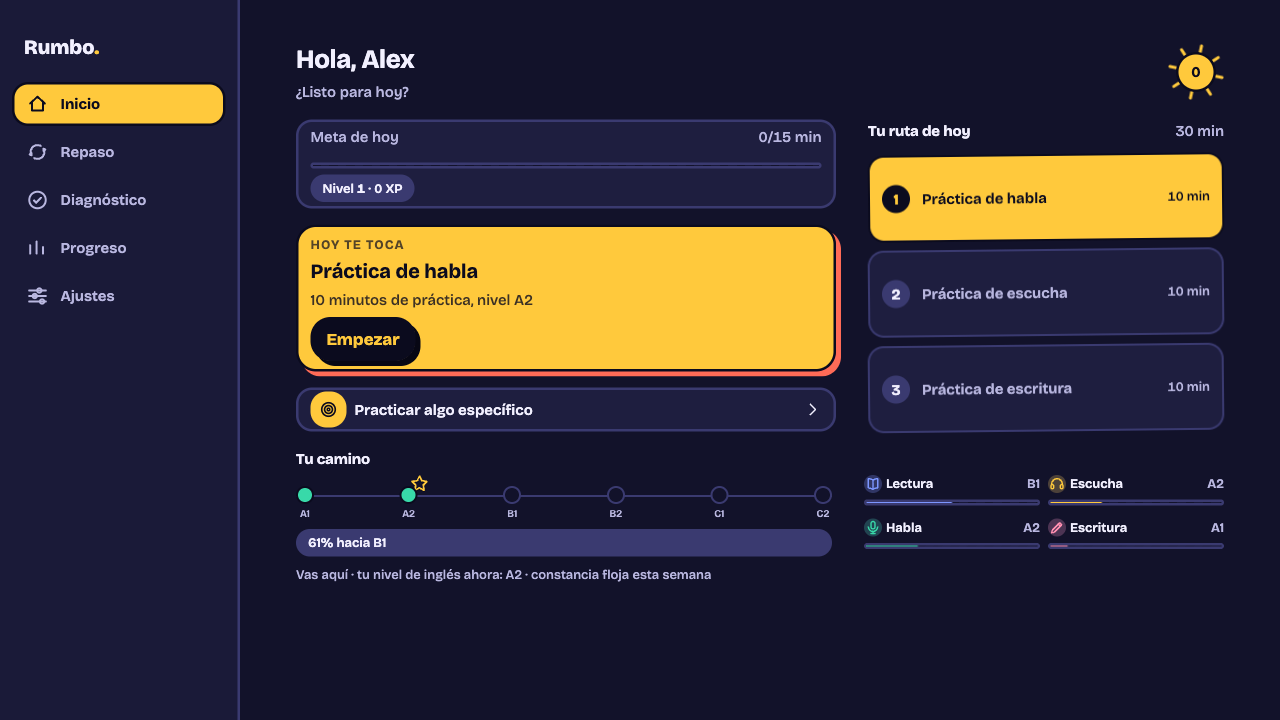 Rumbo.
Inicio
Repaso
Diagnóstico
Progreso
Ajustes
Hola, Alex
¿Listo para hoy?
0
Meta de hoy 0/15 min
Nivel 1 · 0 XP
HOY TE TOCA
Práctica de habla
10 minutos de práctica, nivel A2
Empezar
Practicar algo específico
Tu camino
A1 A2 B1 B2 C1 C2
61% hacia B1
Vas aquí · tu nivel de inglés ahora: A2 · constancia floja esta semana
Tu ruta de hoy 30 min
1 Práctica de habla 10 min
2 Práctica de escucha 10 min
3 Práctica de escritura 10 min
Lectura B1 Escucha A2
Habla A2 Escritura A1